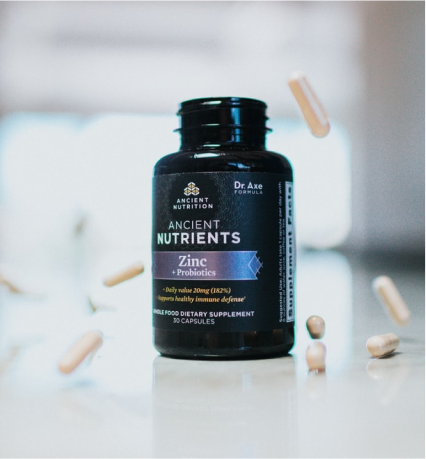 ANCIENT
NUTRITION
Dr. Axe
FORMULA
ANCIENT
NUTRIENTS
Zinc
+ Probiotics
• Daily value 20mg (182%)
• Supports healthy immune defense†
WHOLE FOOD DIETARY SUPPLEMENT
30 CAPSULES
Supplement Facts